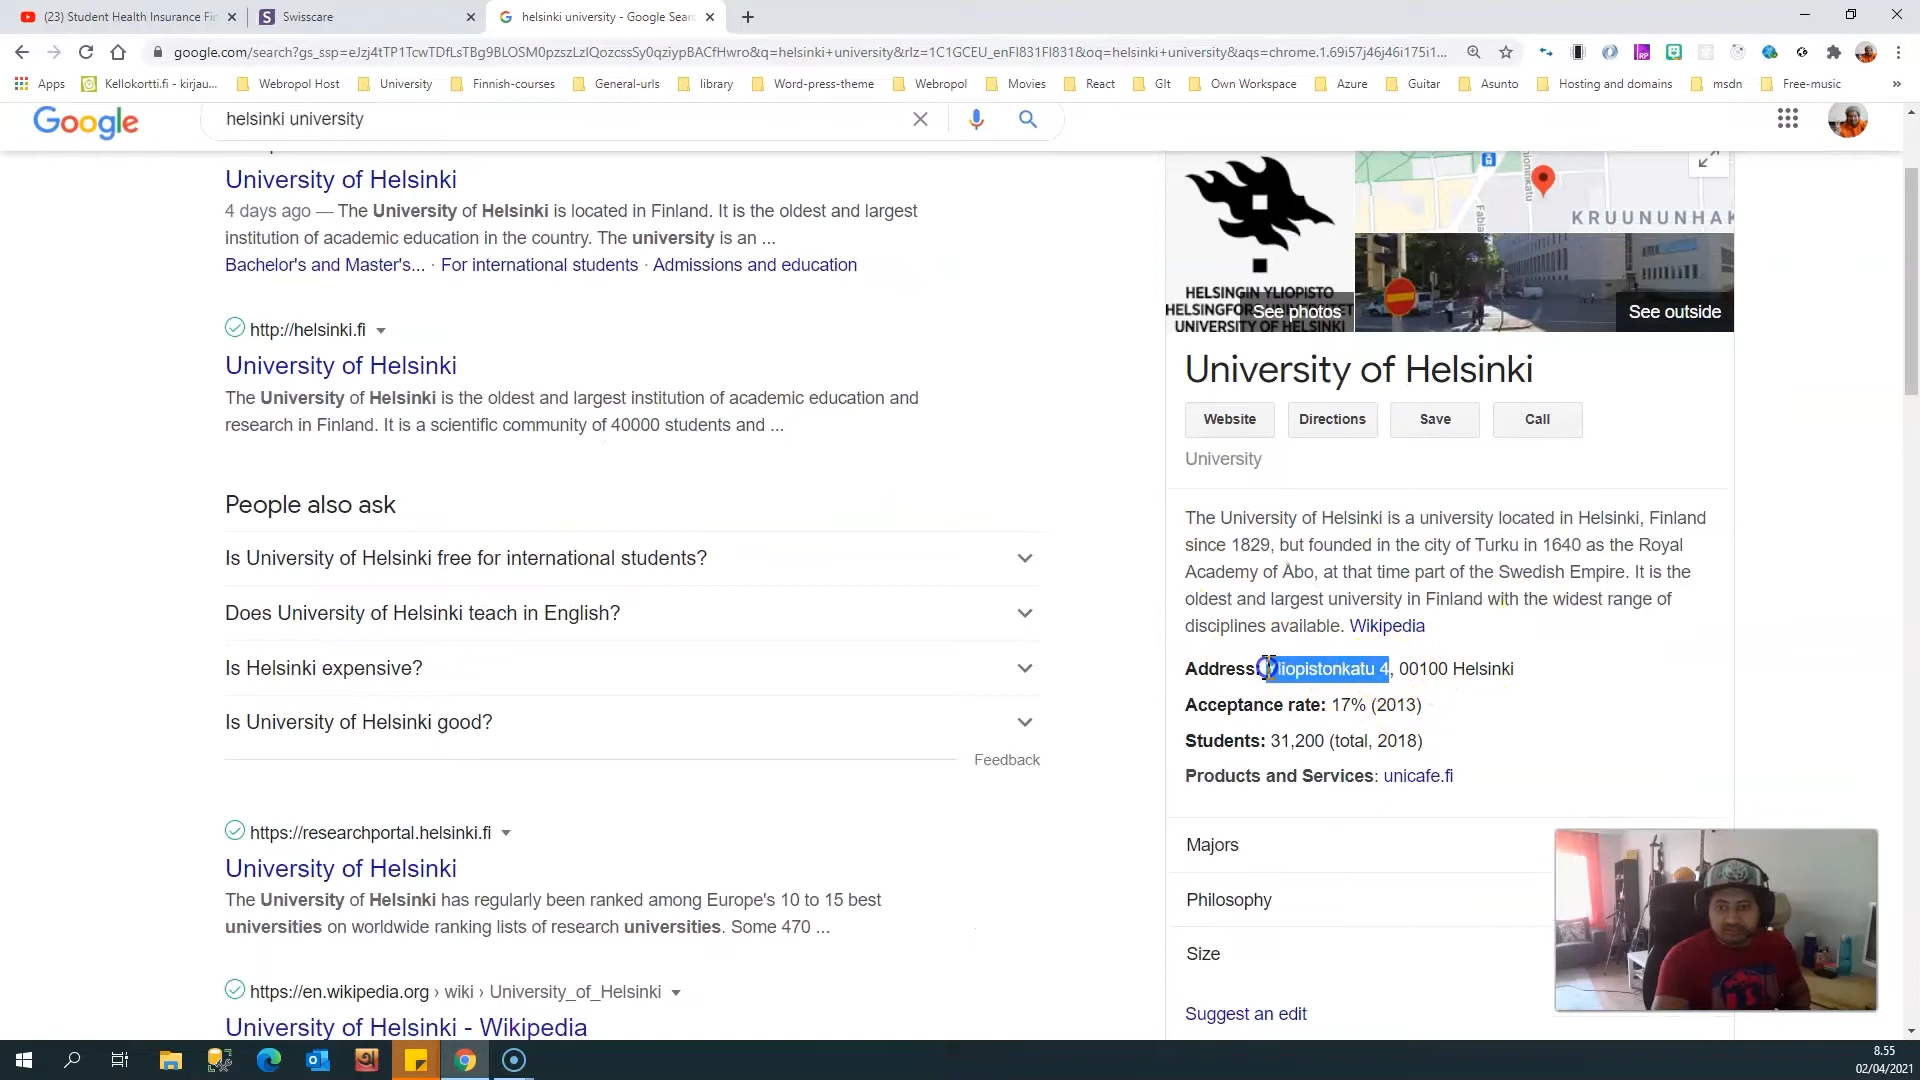 (23) Student Health Insurance Fin
Swisscare
helsinki university - Google Sear
google.com/search?gs_ssp=eJzj4tTP1TcwTDfLsTBg9BLOSM0pzszLzlQozcssSy0qziypBACfHwro&q=helsinki+university&rlz=1C1GCEU_enFI831FI831&oq=helsinki+university&aqs=chrome.1.69i57j46j46i175i1...
Apps
Kellokortti.fi - kirjau...
Webropol Host
University
Finnish-courses
General-urls
library
Word-press-theme
Webropol
Movies
React
GIt
Own Workspace
Azure
Guitar
Asunto
Hosting and domains
msdn
Free-music
»
Google
helsinki university
University of Helsinki
4 days ago — The University of Helsinki is located in Finland. It is the oldest and largest
institution of academic education in the country. The university is an ...
Bachelor's and Master's... · For international students · Admissions and education
http://helsinki.fi
University of Helsinki
The University of Helsinki is the oldest and largest institution of academic education and
research in Finland. It is a scientific community of 40000 students and ...
People also ask
Is University of Helsinki free for international students?
Does University of Helsinki teach in English?
Is Helsinki expensive?
Is University of Helsinki good?
Feedback
https://researchportal.helsinki.fi
University of Helsinki
The University of Helsinki has regularly been ranked among Europe's 10 to 15 best
universities on worldwide ranking lists of research universities. Some 470 ...
https://en.wikipedia.org › wiki › University_of_Helsinki
University of Helsinki - Wikipedia
HELSINGIN YLIOPISTO
HELSINGFORS UNIVERSITET
UNIVERSITY OF HELSINKI
See photos
KRUUNUNHAK
See outside
University of Helsinki
Website
Directions
Save
Call
University
The University of Helsinki is a university located in Helsinki, Finland
since 1829, but founded in the city of Turku in 1640 as the Royal
Academy of Åbo, at that time part of the Swedish Empire. It is the
oldest and largest university in Finland with the widest range of
disciplines available. Wikipedia
Address: Yliopistonkatu 4, 00100 Helsinki
Acceptance rate: 17% (2013)
Students: 31,200 (total, 2018)
Products and Services: unicafe.fi
Majors
Philosophy
Size
Suggest an edit
8.55
02/04/2021